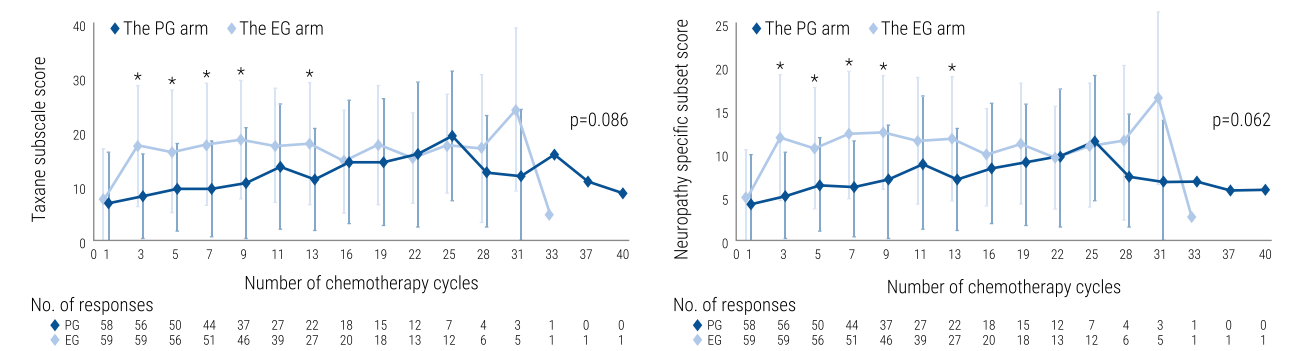 Taxane subscale score
40
30
20
10
0
The PG arm
The EG arm
* * * * *
p=0.086
0 1 3 5 7 9 11 13 16 19 22 25 28 31 33 37 40
Number of chemotherapy cycles
No. of responses
PG 58 56 50 44 37 27 22 18 15 12 7 4 3 1 0 0
EG 59 59 56 51 46 39 27 20 18 13 12 6 5 1 1 1
Neuropathy specific subset score
25
20
15
10
5
0
The PG arm
The EG arm
* * * * *
p=0.062
0 1 3 5 7 9 11 13 16 19 22 25 28 31 33 37 40
Number of chemotherapy cycles
No. of responses
PG 58 56 50 44 37 27 22 18 15 12 7 4 3 1 0 0
EG 59 59 56 51 46 39 27 20 18 13 12 6 5 1 1 1